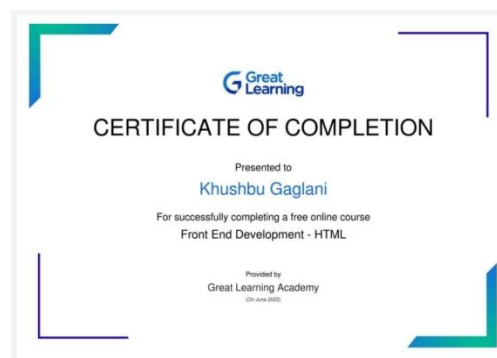 Great
Learning
CERTIFICATE OF COMPLETION
Presented to
Khushbu Gaglani
For successfully completing a free online course
Front End Development - HTML
Provided by
Great Learning Academy
(On June 2022)